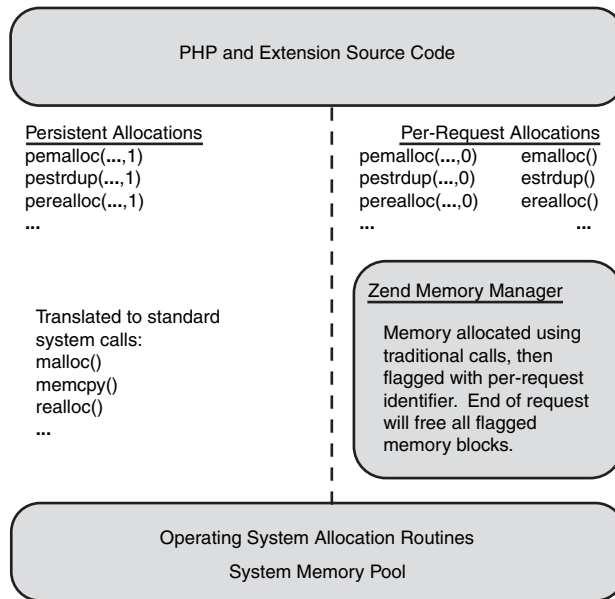 PHP and Extension Source Code
Persistent Allocations
pemalloc(...,1)
pestrdup(...,1)
perealloc(...,1)
...
Per-Request Allocations
pemalloc(...,0) emalloc()
pestrdup(...,0) estrdup()
perealloc(...,0) erealloc()
... ...
Translated to standard
system calls:
malloc()
memcpy()
realloc()
...
Zend Memory Manager
Memory allocated using
traditional calls, then
flagged with per-request
identifier. End of request
will free all flagged
memory blocks.
Operating System Allocation Routines
System Memory Pool